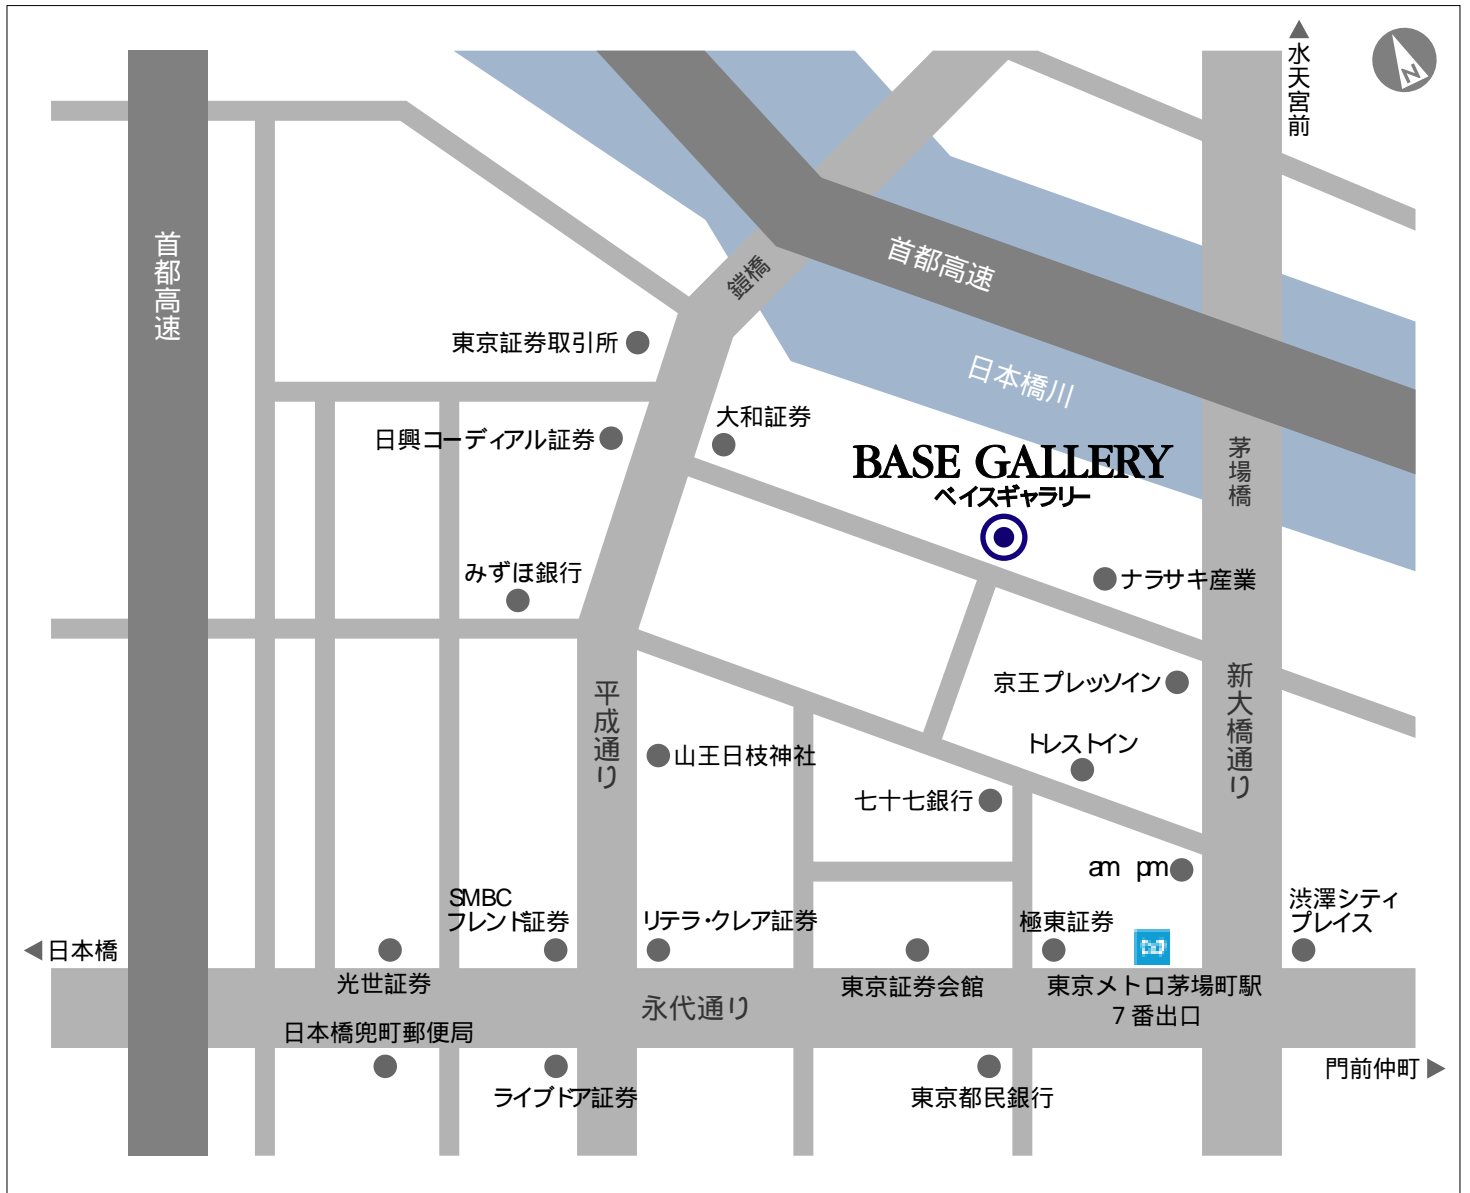 水天宮前
N
首都高速
首都高速
鎧橋
日本橋川
東京証券取引所
大和証券
日興コーディアル証券
BASE GALLERY
ベイスギャラリー
茅場橋
みずほ銀行
ナラサキ産業
京王プレッソイン
新大橋通り
平成通り
トレストイン
山王日枝神社
七十七銀行
am pm
SMBC
フレンド証券
リテラ・クレア証券
極東証券
渋澤シティ
プレイス
日本橋
光世証券
東京証券会館
東京メトロ茅場町駅
7番出口
永代通り
日本橋兜町郵便局
門前仲町
ライブドア証券
東京都民銀行